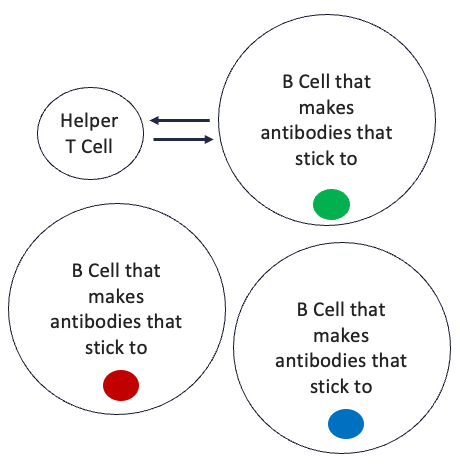 Helper
T Cell
B Cell that
makes
antibodies that
stick to
B Cell that
makes
antibodies that
stick to
B Cell that
makes
antibodies that
stick to